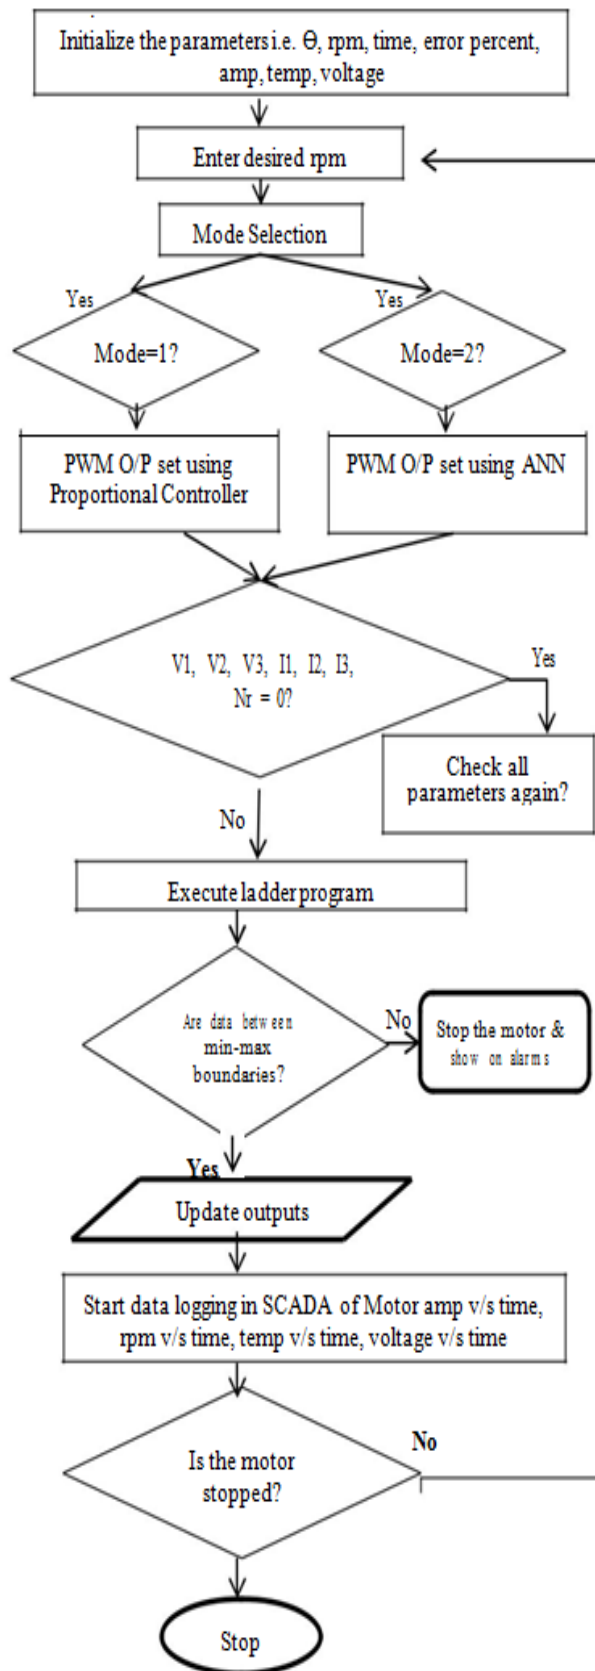 Initialize the parameters i.e. Ө, rpm, time, error percent,
amp, temp, voltage
Enter desired rpm
Mode Selection
Yes
Yes
Mode=1?
Mode=2?
PWM O/P set using
Proportional Controller
PWM O/P set using ANN
V1, V2, V3, I1, I2, I3,
Nr = 0?
Yes
Check all
parameters again?
No
Execute ladder program
Are data between
min-max
boundaries?
No
Stop the motor &
show on alarms
Yes
Update outputs
Start data logging in SCADA of Motor amp v/s time,
rpm v/s time, temp v/s time, voltage v/s time
Is the motor
stopped?
No
Stop